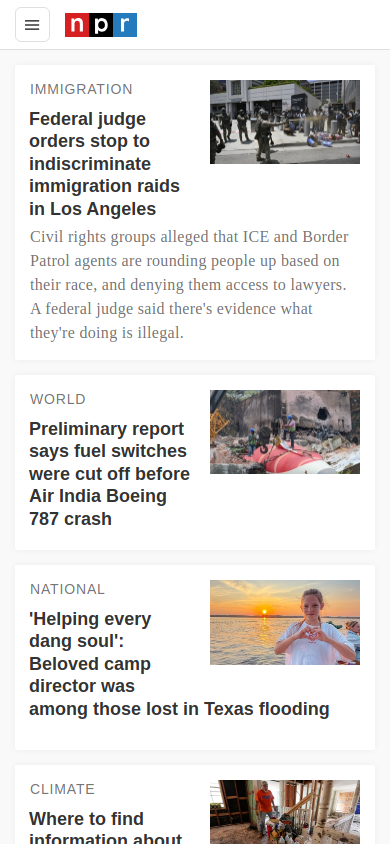 npr
IMMIGRATION
Federal judge
orders stop to
indiscriminate
immigration raids
in Los Angeles
Civil rights groups alleged that ICE and Border
Patrol agents are rounding people up based on
their race, and denying them access to lawyers.
A federal judge said there's evidence what
they're doing is illegal.
WORLD
Preliminary report
says fuel switches
were cut off before
Air India Boeing
787 crash
NATIONAL
'Helping every
dang soul':
Beloved camp
director was
among those lost in Texas flooding
CLIMATE
Where to find
information about